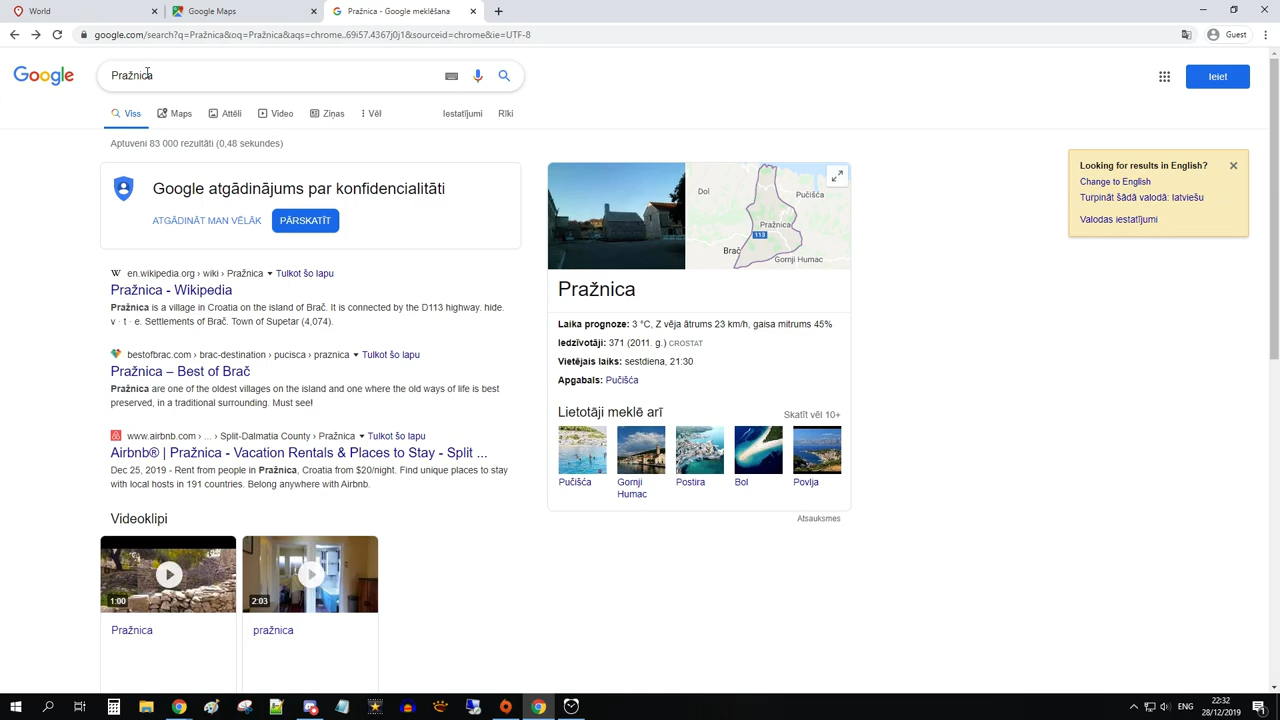 World
Google Maps
Pražnica - Google meklēšana
google.com/search?q=Pražnica&oq=Pražnica&aqs=chrome..69i57.4367j0j1&sourceid=chrome&ie=UTF-8
Guest
Google
Pražnica
Ieiet
Viss
Maps
Attēli
Video
Ziņas
Vēl
Iestatījumi
Rīki
Aptuveni 83 000 rezultāti (0,48 sekundes)
Google atgādinājums par konfidencialitāti
ATGĀDINĀT MAN VĒLĀK
PĀRSKATĪT
W en.wikipedia.org › wiki › Pražnica ▾ Tulkot šo lapu
Pražnica - Wikipedia
Pražnica is a village in Croatia on the island of Brač. It is connected by the D113 highway. hide.
v · t · e. Settlements of Brač. Town of Supetar (4,074).
bestofbrac.com › brac-destination › pucisca › praznica ▾ Tulkot šo lapu
Pražnica – Best of Brač
Pražnica are one of the oldest villages on the island and one where the old ways of life is best
preserved, in a traditional surrounding. Must see!
www.airbnb.com › ... › Split-Dalmatia County › Pražnica ▾ Tulkot šo lapu
Airbnb® | Pražnica - Vacation Rentals & Places to Stay - Split ...
Dec 25, 2019 - Rent from people in Pražnica, Croatia from $20/night. Find unique places to stay
with local hosts in 191 countries. Belong anywhere with Airbnb.
Videoklipi
1:00
2:03
Pražnica
pražnica
Dol
Pučišća
Pražnica
113
Brač
Gornji Humac
Pražnica
Laika prognoze: 3 °C, Z vēja ātrums 23 km/h, gaisa mitrums 45%
Iedzīvotāji: 371 (2011. g.) CROSTAT
Vietējais laiks: sestdiena, 21:30
Apgabals: Pučišća
Lietotāji meklē arī
Skatīt vēl 10+
Pučišća
Gornji
Humac
Postira
Bol
Povlja
Atsauksmes
Looking for results in English?
Change to English
Turpināt šādā valodā: latviešu
Valodas iestatījumi
ENG
22:32
28/12/2019
1